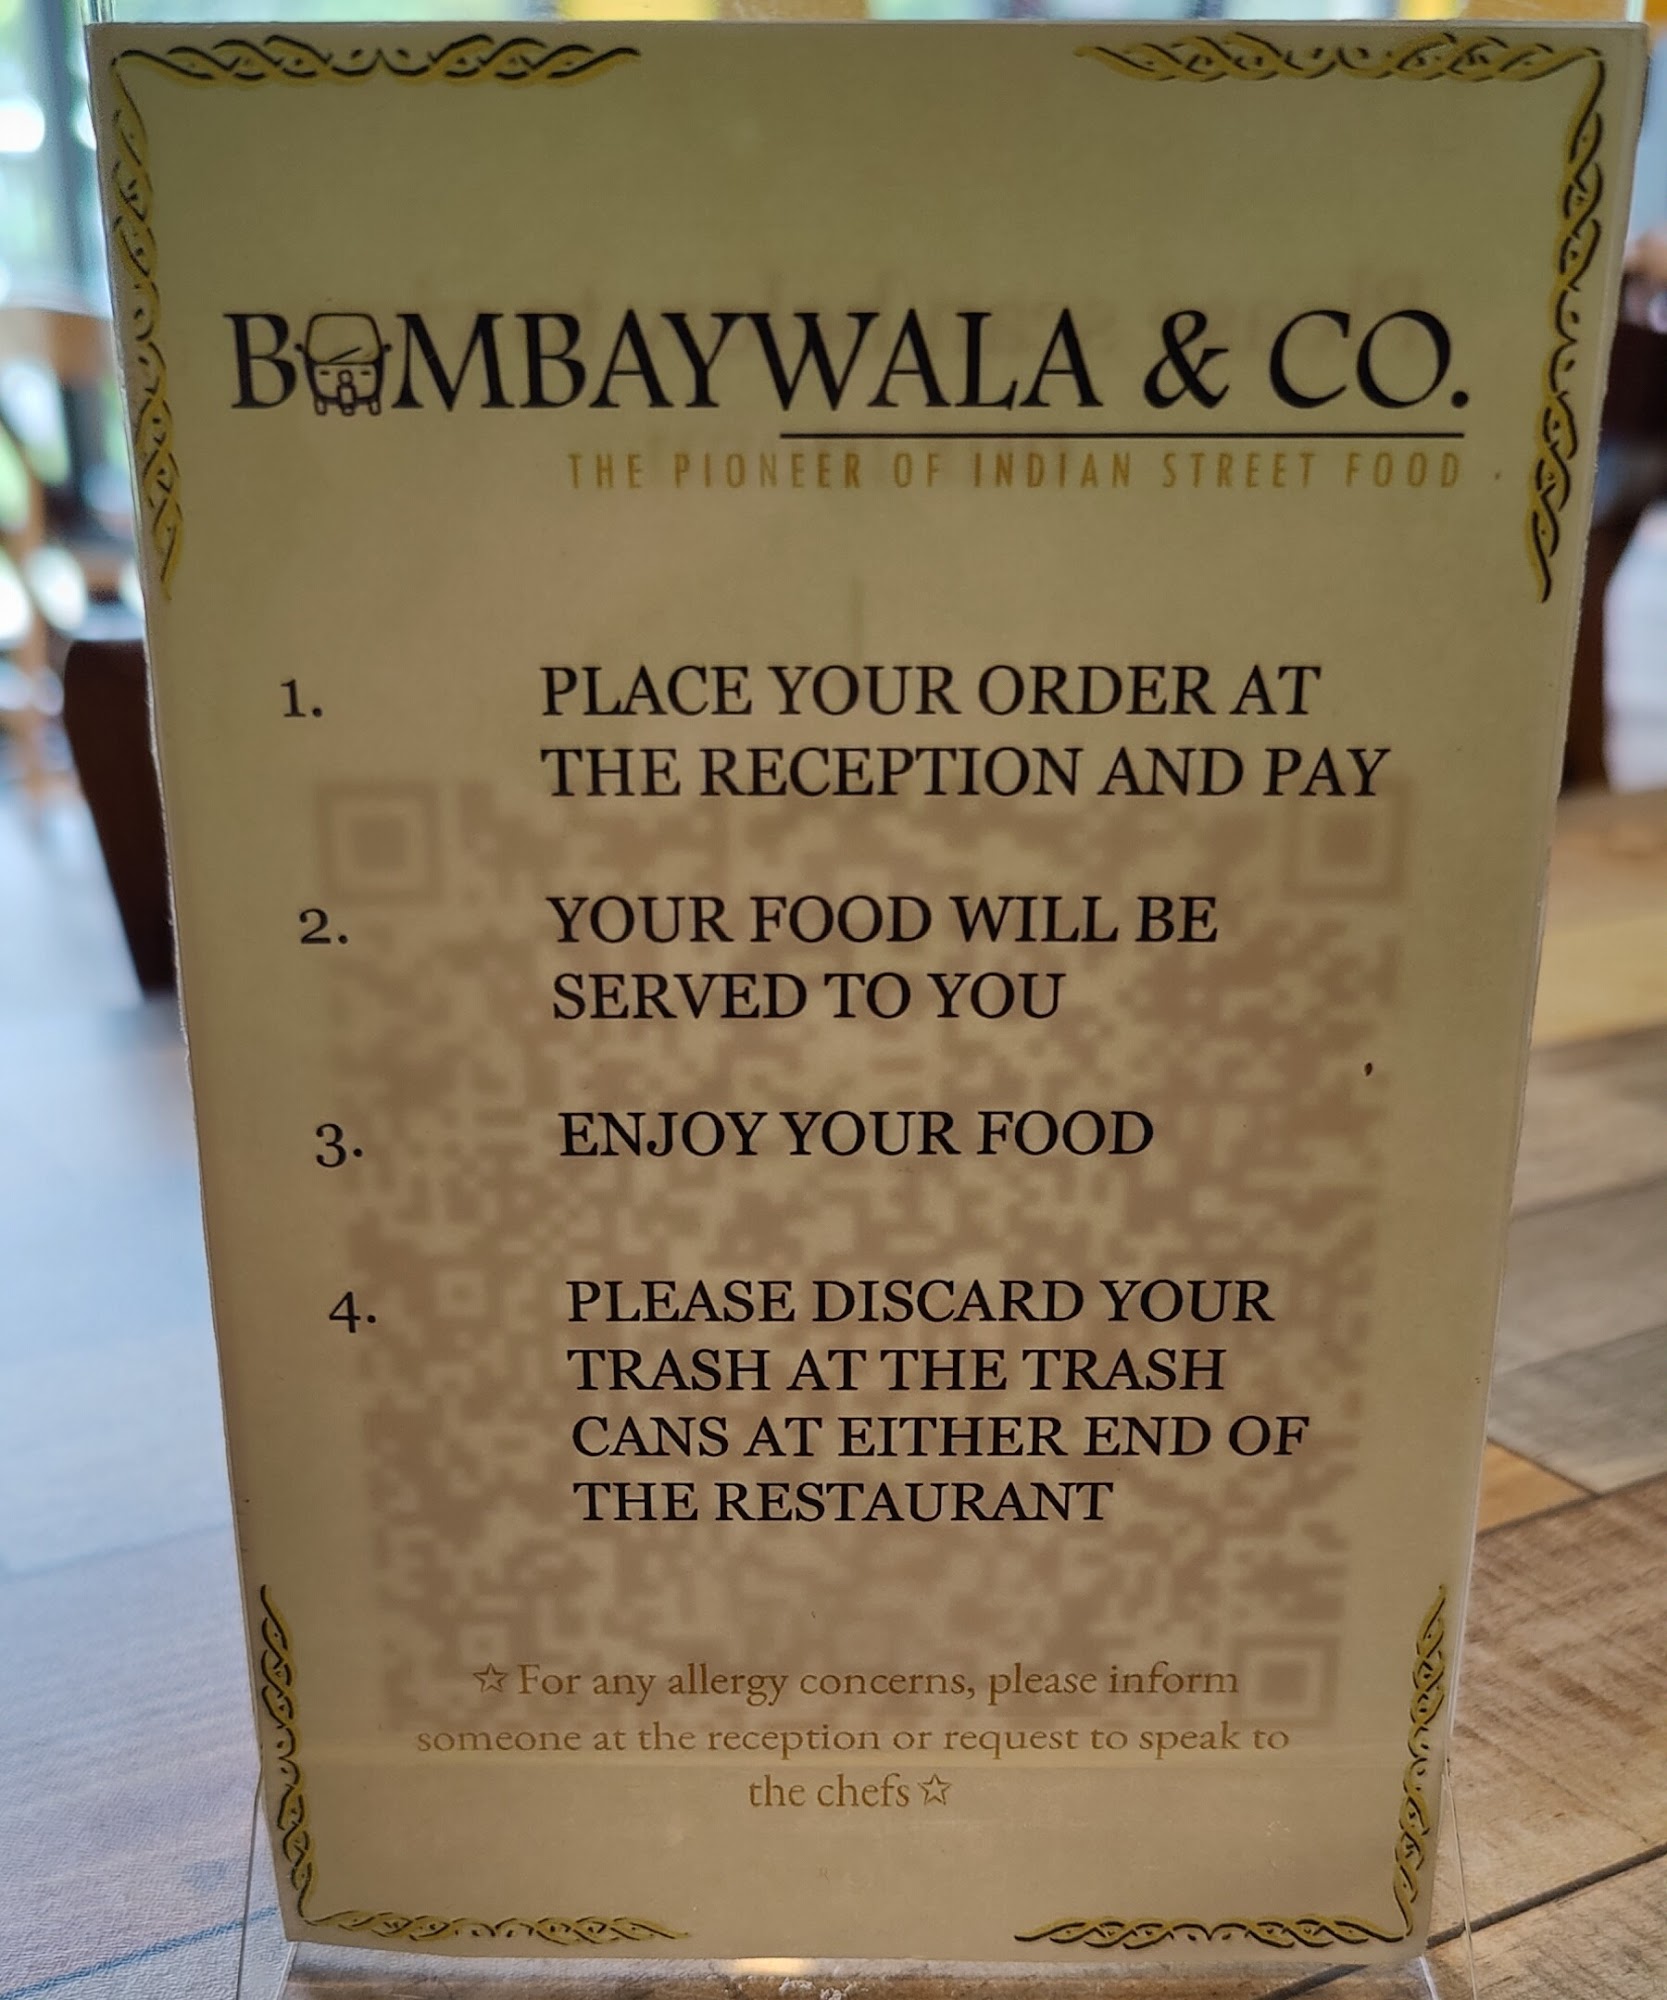 BOMBAYWALA & CO.
THE PIONEER OF INDIAN STREET FOOD
1. PLACE YOUR ORDER AT
THE RECEPTION AND PAY
2. YOUR FOOD WILL BE
SERVED TO YOU
3. ENJOY YOUR FOOD
4. PLEASE DISCARD YOUR
TRASH AT THE TRASH
CANS AT EITHER END OF
THE RESTAURANT
☆ For any allergy concerns, please inform
someone at the reception or request to speak to
the chefs ☆